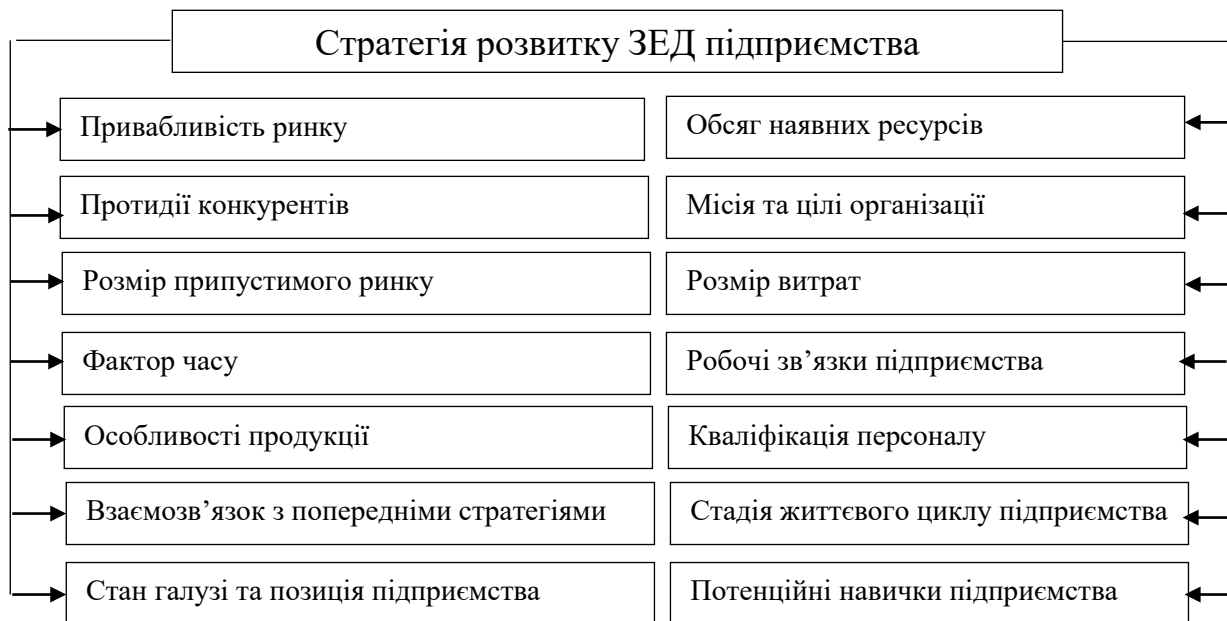 Стратегія розвитку ЗЕД підприємства
Привабливість ринку
Обсяг наявних ресурсів
Протидії конкурентів
Місія та цілі організації
Розмір припустимого ринку
Розмір витрат
Фактор часу
Робочі зв’язки підприємства
Особливості продукції
Кваліфікація персоналу
Взаємозв’язок з попередніми стратегіями
Стадія життєвого циклу підприємства
Стан галузі та позиція підприємства
Потенційні навички підприємства